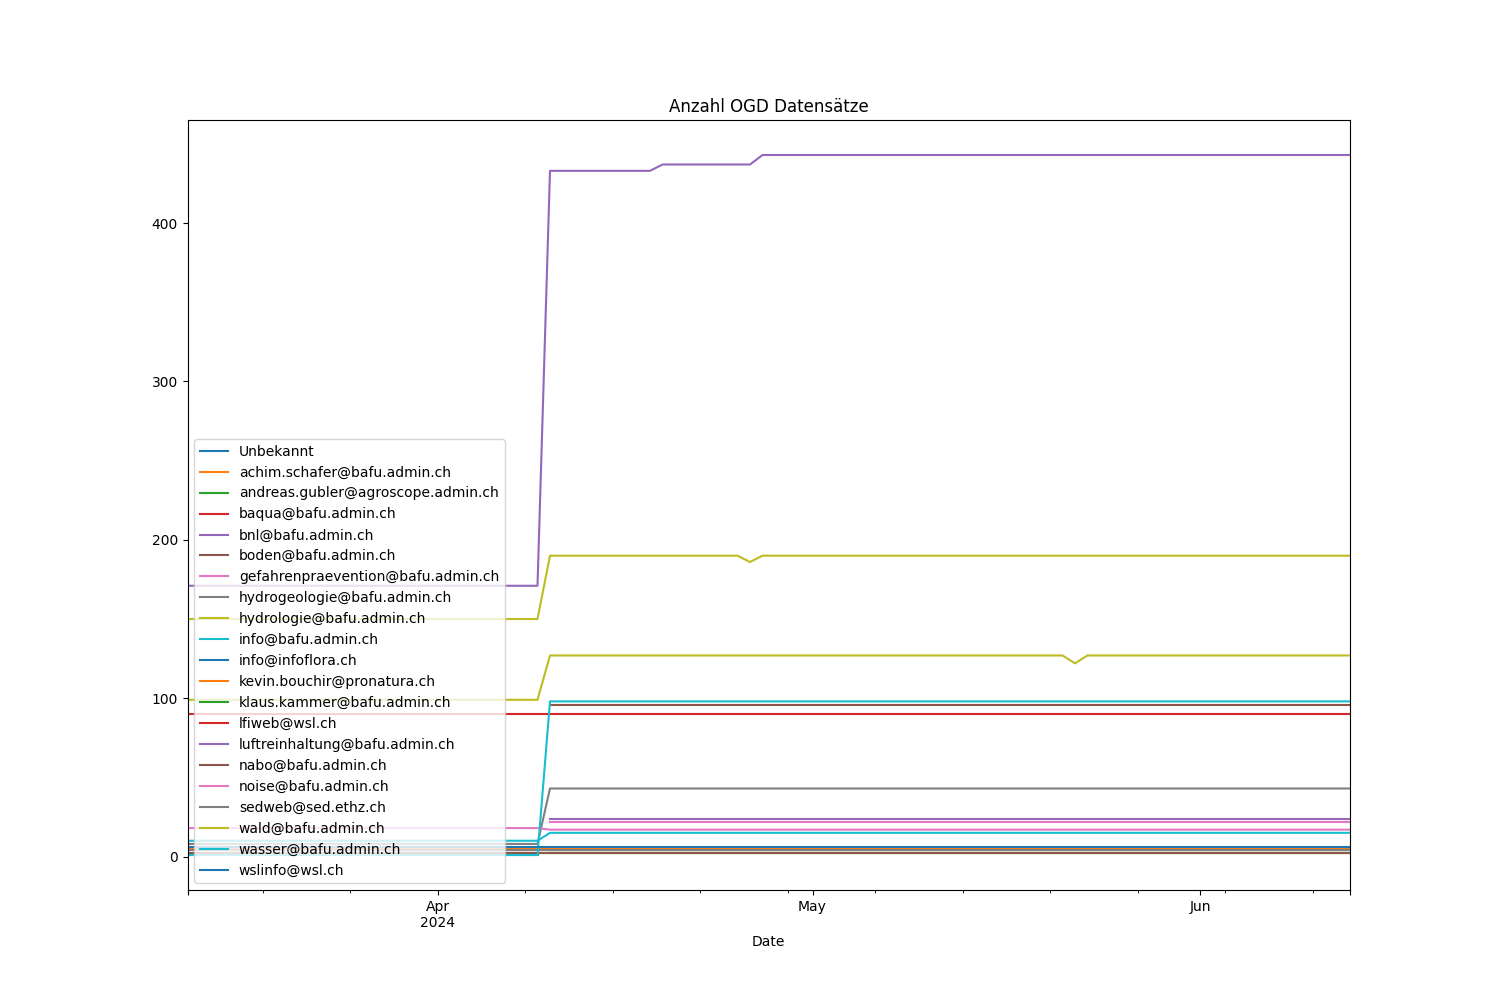 Anzahl OGD Datensätze
400
300
200
100
0
Unbekannt
achim.schafer@bafu.admin.ch
andreas.gubler@agroscope.admin.ch
baqua@bafu.admin.ch
bnl@bafu.admin.ch
boden@bafu.admin.ch
gefahrenpraevention@bafu.admin.ch
hydrogeologie@bafu.admin.ch
hydrologie@bafu.admin.ch
info@bafu.admin.ch
info@infoflora.ch
kevin.bouchir@pronatura.ch
klaus.kammer@bafu.admin.ch
lfiweb@wsl.ch
luftreinhaltung@bafu.admin.ch
nabo@bafu.admin.ch
noise@bafu.admin.ch
sedweb@sed.ethz.ch
wald@bafu.admin.ch
wasser@bafu.admin.ch
wslinfo@wsl.ch
Apr May Jun
2024
Date